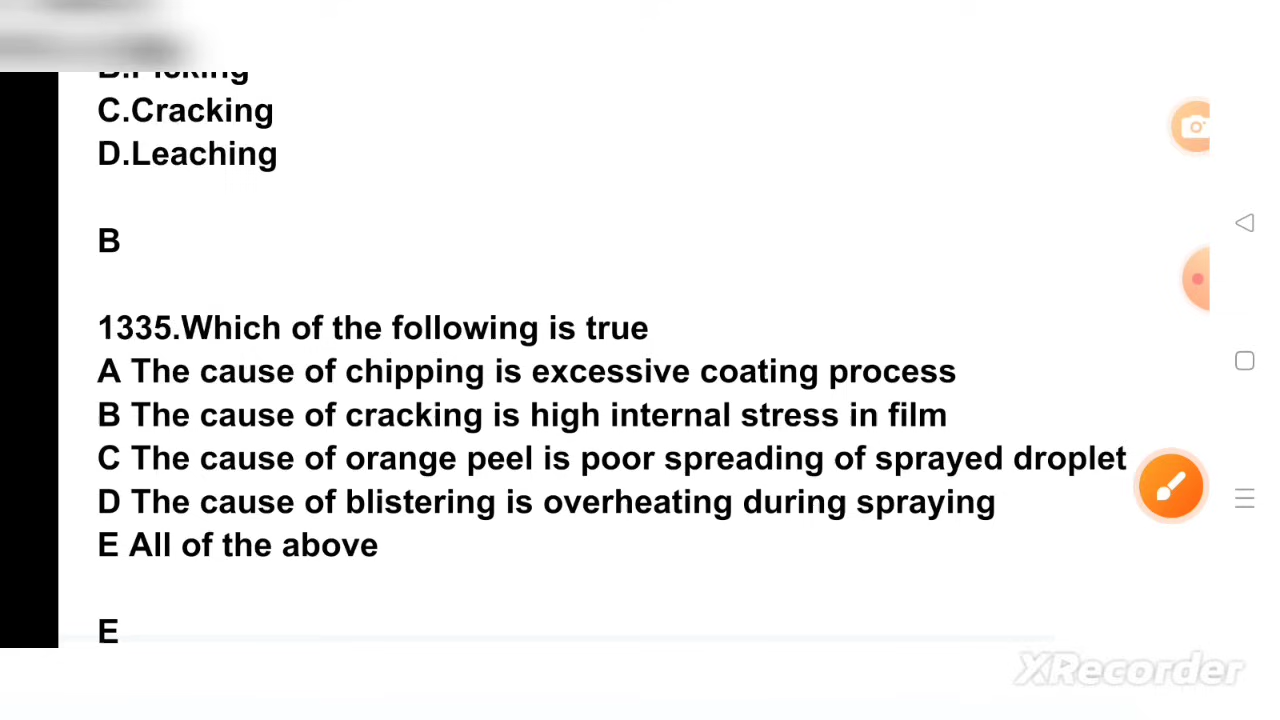 B.Picking
C.Cracking
D.Leaching
B
1335.Which of the following is true
A The cause of chipping is excessive coating process
B The cause of cracking is high internal stress in film
C The cause of orange peel is poor spreading of sprayed droplet
D The cause of blistering is overheating during spraying
E All of the above
E
XRecorder